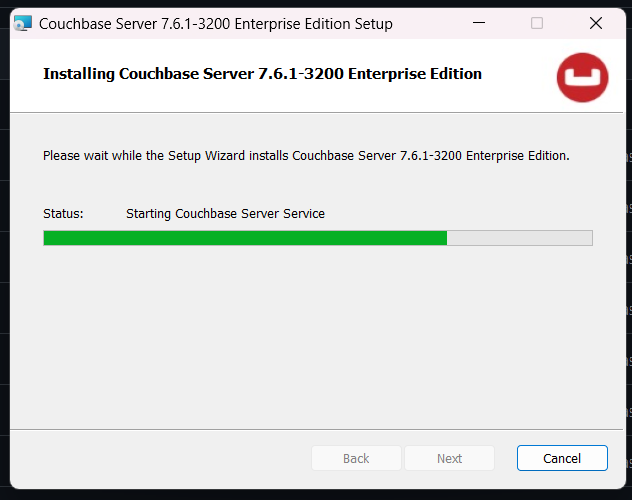 Couchbase Server 7.6.1-3200 Enterprise Edition Setup
Installing Couchbase Server 7.6.1-3200 Enterprise Edition
Please wait while the Setup Wizard installs Couchbase Server 7.6.1-3200 Enterprise Edition.
Status: Starting Couchbase Server Service
Back Next Cancel